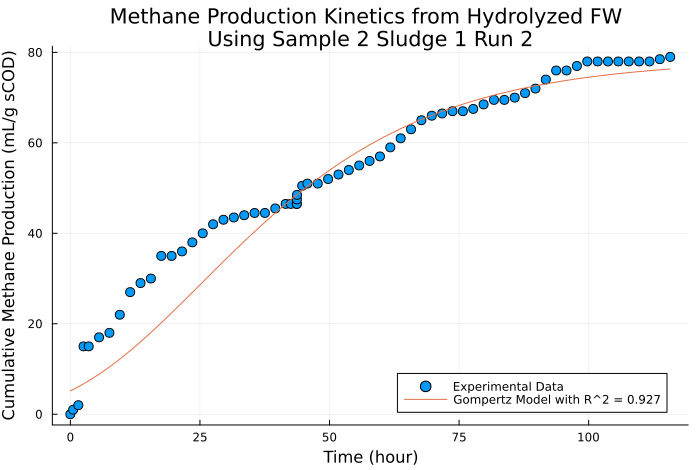 Methane Production Kinetics from Hydrolyzed FW
Using Sample 2 Sludge 1 Run 2
Cumulative Methane Production (mL/g sCOD)
80
60
40
20
0
0 25 50 75 100
Time (hour)
Experimental Data
Gompertz Model with R^2 = 0.927